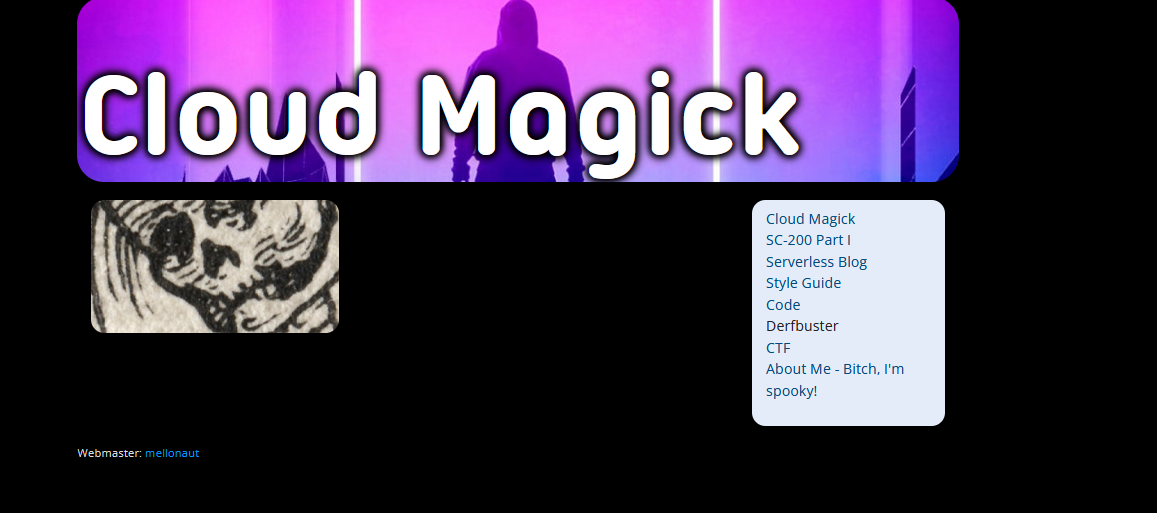 Cloud Magick
Cloud Magick
SC-200 Part I
Serverless Blog
Style Guide
Code
Derfbuster
CTF
About Me - Bitch, I'm
spooky!
Webmaster: mellonaut